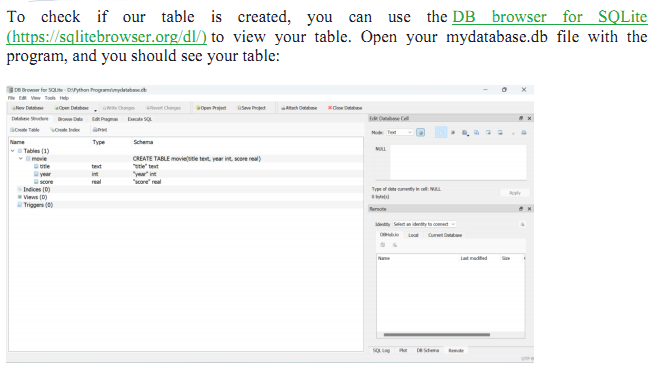 To check if our table is created, you can use the DB browser for SQLite
(https://sqlitebrowser.org/dl/) to view your table. Open your mydatabase.db file with the
program, and you should see your table:
DB Browser for SQLite - D:\Python Programs\mydatabase.db
File Edit View Tools Help
New Database Open Database Write Changes Revert Changes Open Project Save Project Attach Database Close Database
Database Structure Browse Data Edit Pragmas Execute SQL
Create Table Create Index Print
Name Type Schema
Tables (1)
movie CREATE TABLE movie(title text, year int, score real)
title text "title" text
year int "year" int
score real "score" real
Indices (0)
Views (0)
Triggers (0)
Edit Database Cell
Mode: Text
NULL
Type of data currently in cell: NULL
0 byte(s)
Apply
Remote
Identity Select an identity to connect
DBHub.io Local Current Database
Name Last modified Size
SQL Log Plot DB Schema Remote
UTF-8